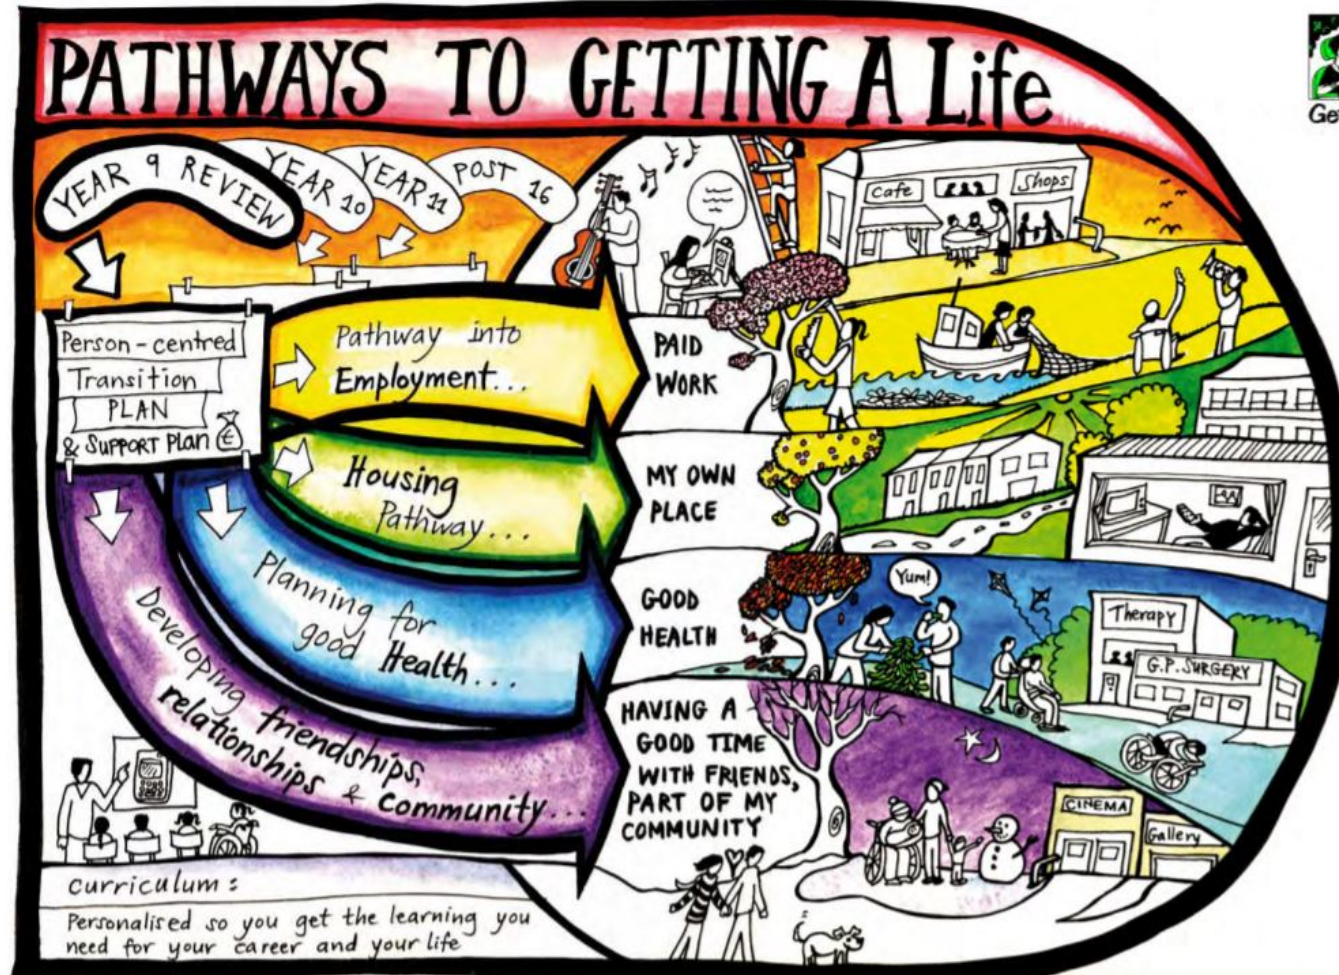 PATHWAYS TO GETTING A Life
Ge
YEAR 9 REVIEW
YEAR 10
YEAR 11
POST 16
Person-centred
Transition
PLAN
& SUPPORT PLAN £
Pathway into
Employment...
Housing
Pathway...
Planning for
good Health...
Developing friendships,
relationships & community...
PAID
WORK
MY OWN
PLACE
GOOD
HEALTH
HAVING A
GOOD TIME
WITH FRIENDS,
PART OF MY
COMMUNITY
Cafe
Shops
Yum!
Therapy
G.P. SURGERY
CINEMA
Gallery
curriculum:
Personalised so you get the learning you
need for your career and your life